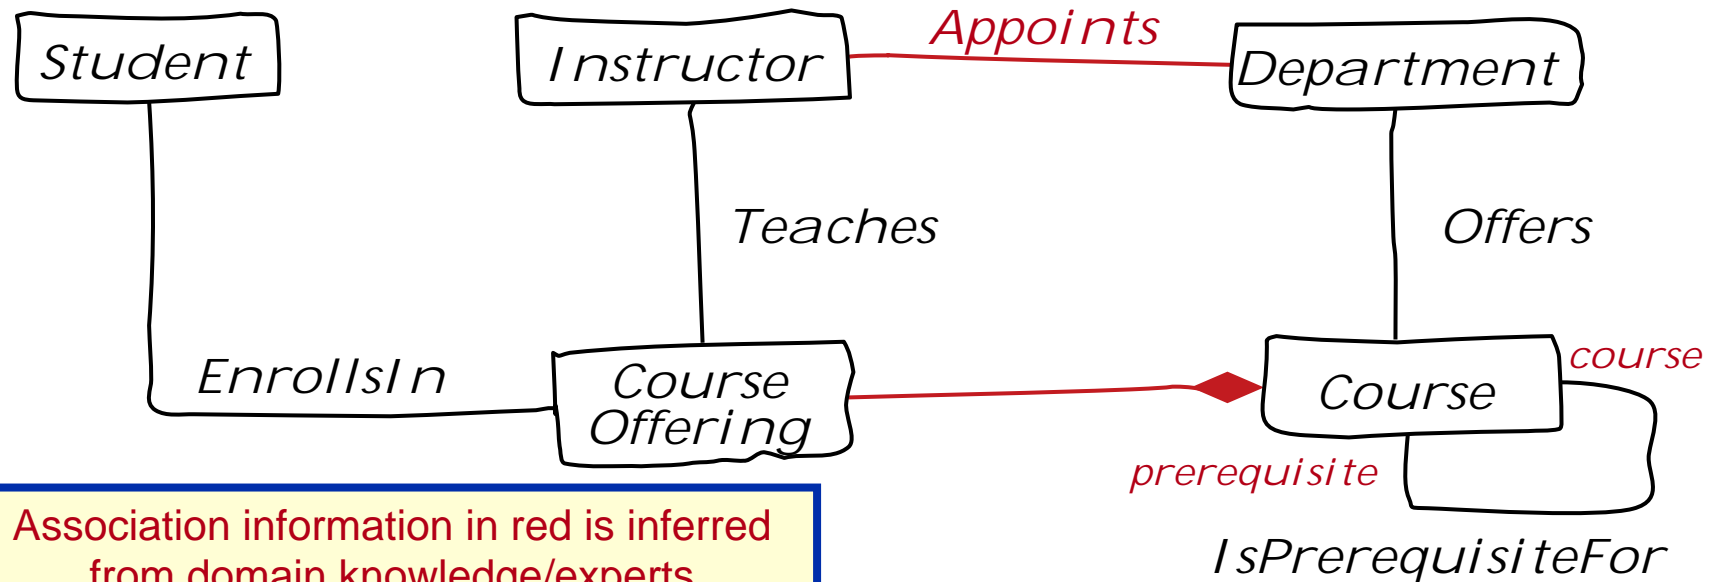 Student
Instructor
Appoints
Department
Teaches
Offers
EnrollsIn
Course
Offering
Course
course
prerequisite
IsPrerequisiteFor
Association information in red is inferred
from domain knowledge/experts